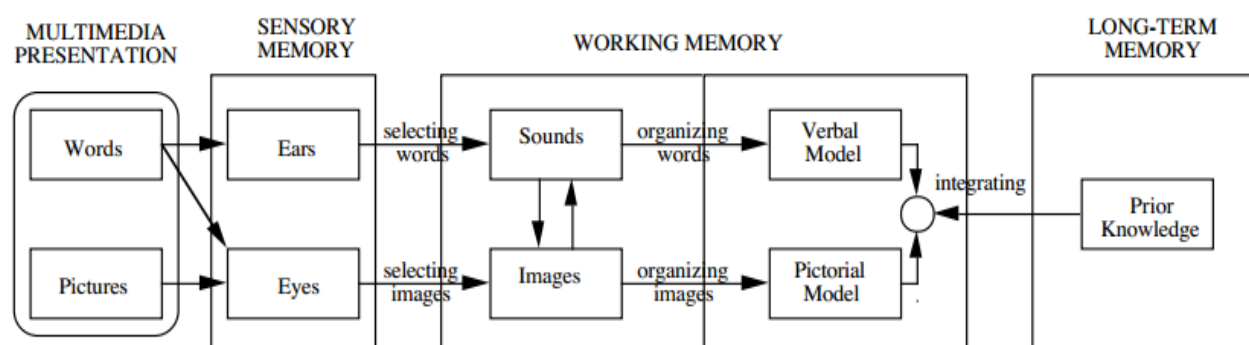 MULTIMEDIA
PRESENTATION
SENSORY
MEMORY
WORKING MEMORY
LONG-TERM
MEMORY
Words
Ears
selecting
words
Sounds
organizing
words
Verbal
Model
integrating
Prior
Knowledge
Pictures
Eyes
selecting
images
Images
organizing
images
Pictorial
Model